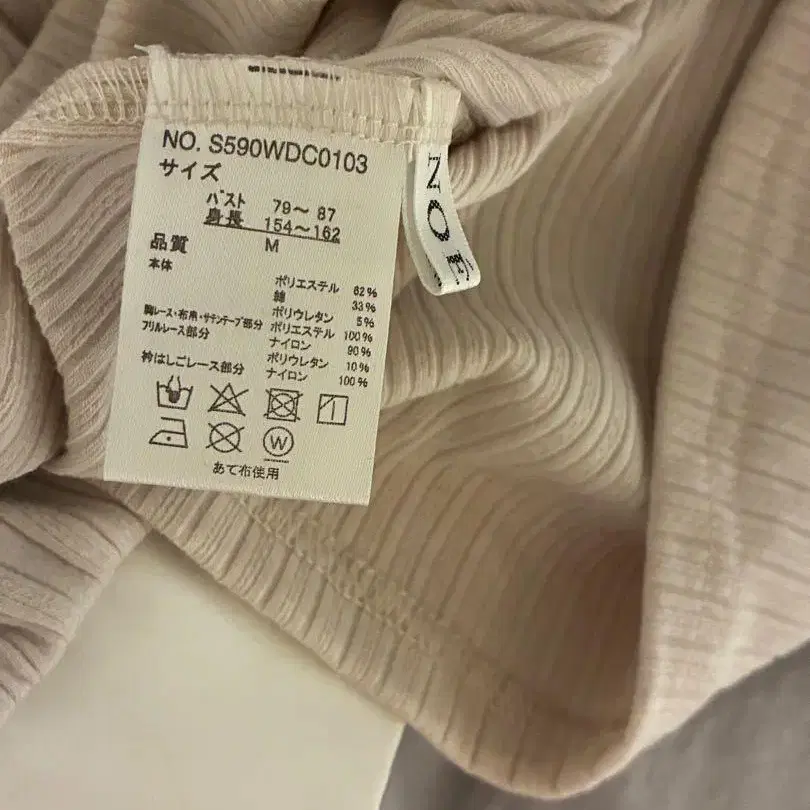 NO. S590WDC0103
サイズ
バスト 79～ 87
身長 154～162
品質 M
本体
ポリエステル 62%
綿 33%
ポリウレタン 5%
胸レース・布帛・サテンテープ部分 ポリエステル 100%
フリルレース部分 ナイロン 90%
ポリウレタン 10%
衿はしごレース部分 ナイロン 100%
W
あて布使用
NOE